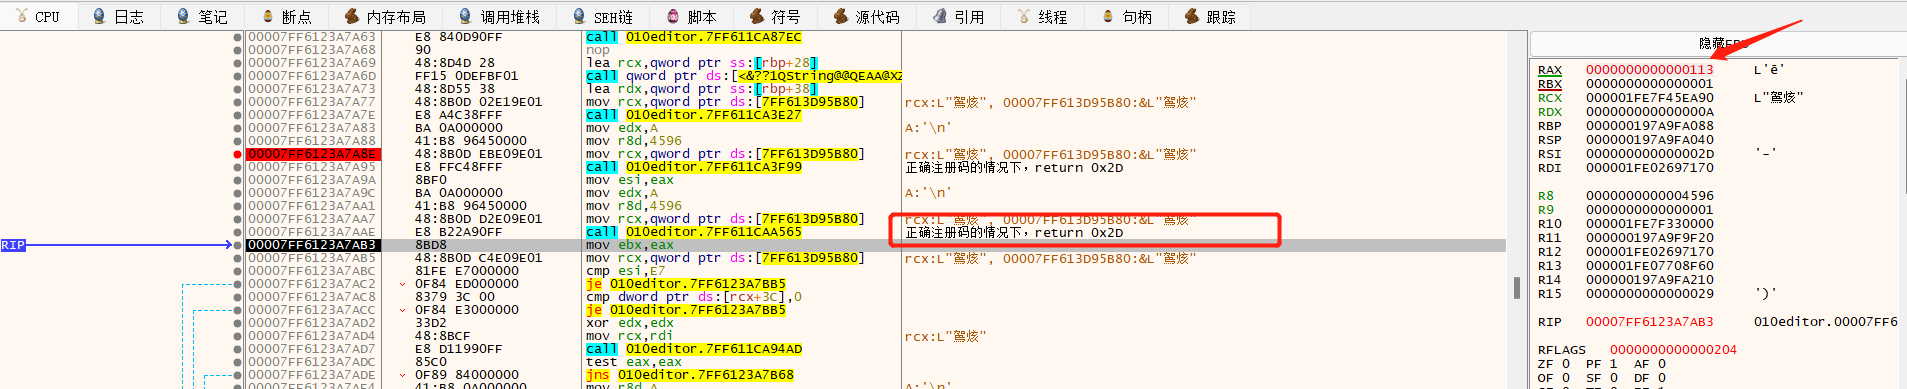 CPU 日志 笔记 断点 内存布局 调用堆栈 SEH链 脚本 符号 源代码 引用 线程 句柄 跟踪
00007FF6123A7A63 E8 840D90FF call 010editor.7FF611CA87EC
00007FF6123A7A68 90 nop
00007FF6123A7A69 48:8D4D 28 lea rcx,qword ptr ss:[rbp+28]
00007FF6123A7A6D FF15 0DEFBF01 call qword ptr ds:[<&??1QString@@QEAA@XZ
00007FF6123A7A73 48:8D55 38 lea rdx,qword ptr ss:[rbp+38]
00007FF6123A7A77 48:8B0D 02E19E01 mov rcx,qword ptr ds:[7FF613D95B80] rcx:L"駕烗", 00007FF613D95B80:&L"駕烗"
00007FF6123A7A7E E8 A4C38FFF call 010editor.7FF611CA3E27
00007FF6123A7A83 BA 0A000000 mov edx,A A:'\n'
00007FF6123A7A88 41:B8 96450000 mov r8d,4596
00007FF6123A7A8E 48:8B0D EBE09E01 mov rcx,qword ptr ds:[7FF613D95B80] rcx:L"駕烗", 00007FF613D95B80:&L"駕烗"
00007FF6123A7A95 E8 FFC48FFF call 010editor.7FF611CA3F99 正确注册码的情况下，return 0x2D
00007FF6123A7A9A 8BF0 mov esi,eax
00007FF6123A7A9C BA 0A000000 mov edx,A A:'\n'
00007FF6123A7AA1 41:B8 96450000 mov r8d,4596
00007FF6123A7AA7 48:8B0D D2E09E01 mov rcx,qword ptr ds:[7FF613D95B80] rcx:L"駕烗", 00007FF613D95B80:&L"駕烗"
00007FF6123A7AAE E8 B22A90FF call 010editor.7FF611CAA565 正确注册码的情况下，return 0x2D
RIP 00007FF6123A7AB3 8BD8 mov ebx,eax
00007FF6123A7AB5 48:8B0D C4E09E01 mov rcx,qword ptr ds:[7FF613D95B80] rcx:L"駕烗", 00007FF613D95B80:&L"駕烗"
00007FF6123A7ABC 81FE E7000000 cmp esi,E7
00007FF6123A7AC2 0F84 ED000000 je 010editor.7FF6123A7BB5
00007FF6123A7AC8 8379 3C 00 cmp dword ptr ds:[rcx+3C],0
00007FF6123A7ACC 0F84 E3000000 je 010editor.7FF6123A7BB5
00007FF6123A7AD2 33D2 xor edx,edx
00007FF6123A7AD4 48:8BCF mov rcx,rdi rcx:L"駕烗"
00007FF6123A7AD7 E8 D11990FF call 010editor.7FF611CA94AD
00007FF6123A7ADC 85C0 test eax,eax
00007FF6123A7ADE 0F89 84000000 jns 010editor.7FF6123A7B68
00007FF6123A7AE4 41:B8 0A000000 mov r8d,A A:'\n'
隐藏FPU
RAX 0000000000000113 L'ē'
RBX 0000000000000001
RCX 000001FE7F45EA90 L"駕烗"
RDX 000000000000000A
RBP 000000197A9FA088
RSP 000000197A9FA040
RSI 000000000000002D '-'
RDI 000001FE02697170
R8 0000000000004596
R9 0000000000000001
R10 000001FE7F330000
R11 000000197A9F9F20
R12 000001FE02697170
R13 000001FE07708F60
R14 000000197A9FA210
R15 0000000000000029 ')'
RIP 00007FF6123A7AB3 010editor.00007FF6
RFLAGS 0000000000000204
ZF 0 PF 1 AF 0
OF 0 SF 0 DF 0